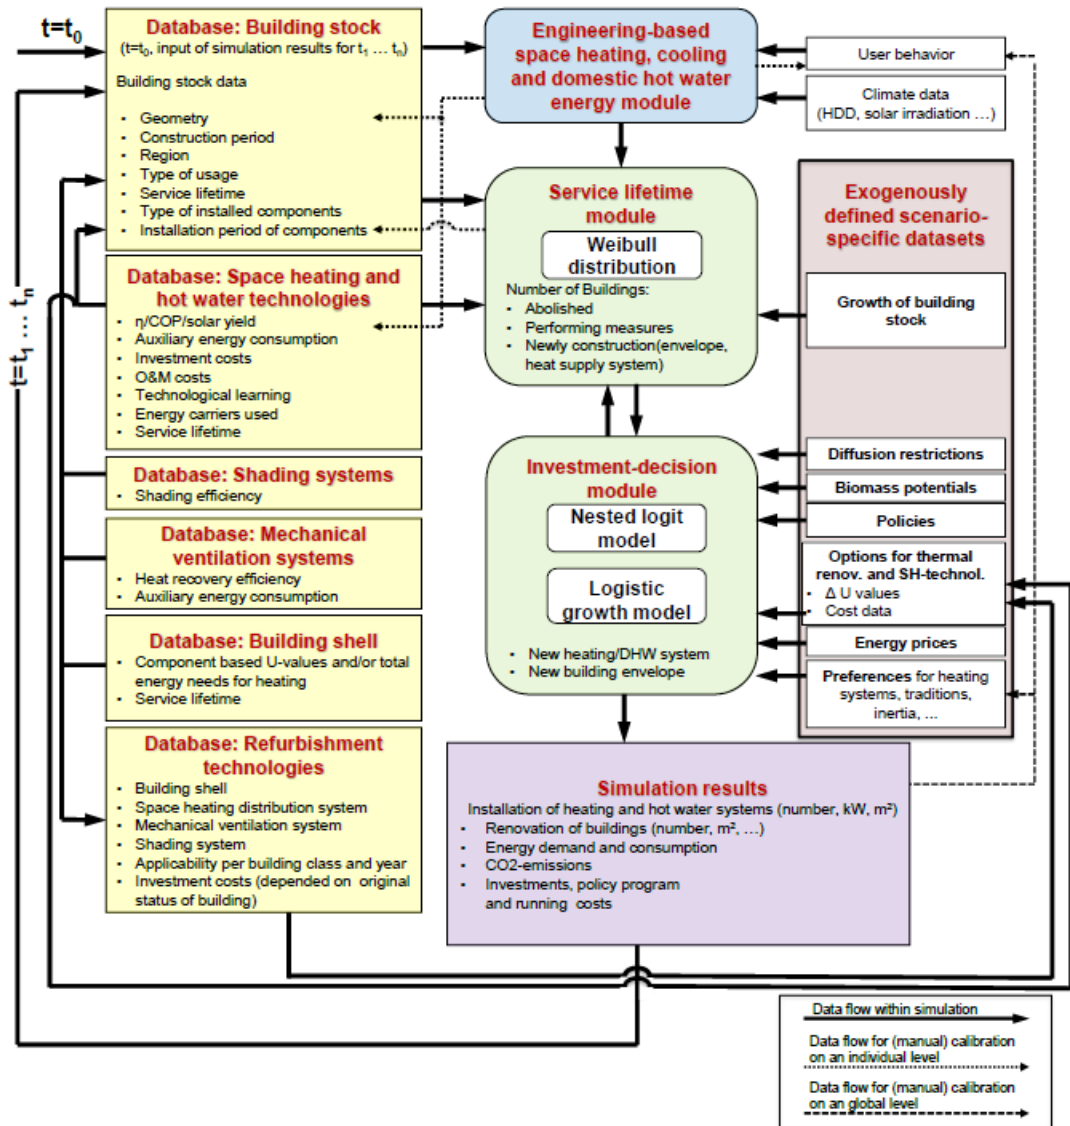 t=t0
Database: Building stock
(t=t0, input of simulation results for t1 ... tn)
Building stock data
▪ Geometry
▪ Construction period
▪ Region
▪ Type of usage
▪ Service lifetime
▪ Type of installed components
▪ Installation period of components
Database: Space heating and
hot water technologies
▪ η/COP/solar yield
▪ Auxiliary energy consumption
▪ Investment costs
▪ O&M costs
▪ Technological learning
▪ Energy carriers used
▪ Service lifetime
Database: Shading systems
▪ Shading efficiency
Database: Mechanical
ventilation systems
▪ Heat recovery efficiency
▪ Auxiliary energy consumption
Database: Building shell
▪ Component based U-values and/or total
energy needs for heating
▪ Service lifetime
Database: Refurbishment
technologies
▪ Building shell
▪ Space heating distribution system
▪ Mechanical ventilation system
▪ Shading system
▪ Applicability per building class and year
▪ Investment costs (depended on original
status of building)
t=t1 ... tn
Engineering-based
space heating, cooling
and domestic hot water
energy module
Service lifetime
module
Weibull
distribution
Number of Buildings:
▪ Abolished
▪ Performing measures
▪ Newly construction(envelope,
heat supply system)
Investment-decision
module
Nested logit
model
Logistic
growth model
▪ New heating/DHW system
▪ New building envelope
Simulation results
Installation of heating and hot water systems (number, kW, m²)
▪ Renovation of buildings (number, m², ...)
▪ Energy demand and consumption
▪ CO2-emissions
▪ Investments, policy program
and running costs
User behavior
Climate data
(HDD, solar irradiation ...)
Exogenously
defined scenario-
specific datasets
Growth of building
stock
Diffusion restrictions
Biomass potentials
Policies
Options for thermal
renov. and SH-technol.
▪ Δ U values
▪ Cost data
Energy prices
Preferences for heating
systems, traditions,
inertia, ...
Data flow within simulation
Data flow for (manual) calibration
on an individual level
Data flow for (manual) calibration
on an global level